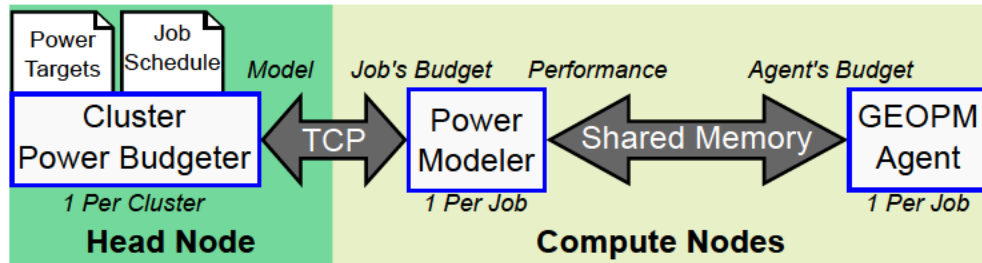 Power
Targets
Job
Schedule
Model
Job's Budget
Performance
Agent's Budget
Cluster
Power Budgeter
TCP
Power
Modeler
Shared Memory
GEOPM
Agent
1 Per Cluster
1 Per Job
1 Per Job
Head Node
Compute Nodes